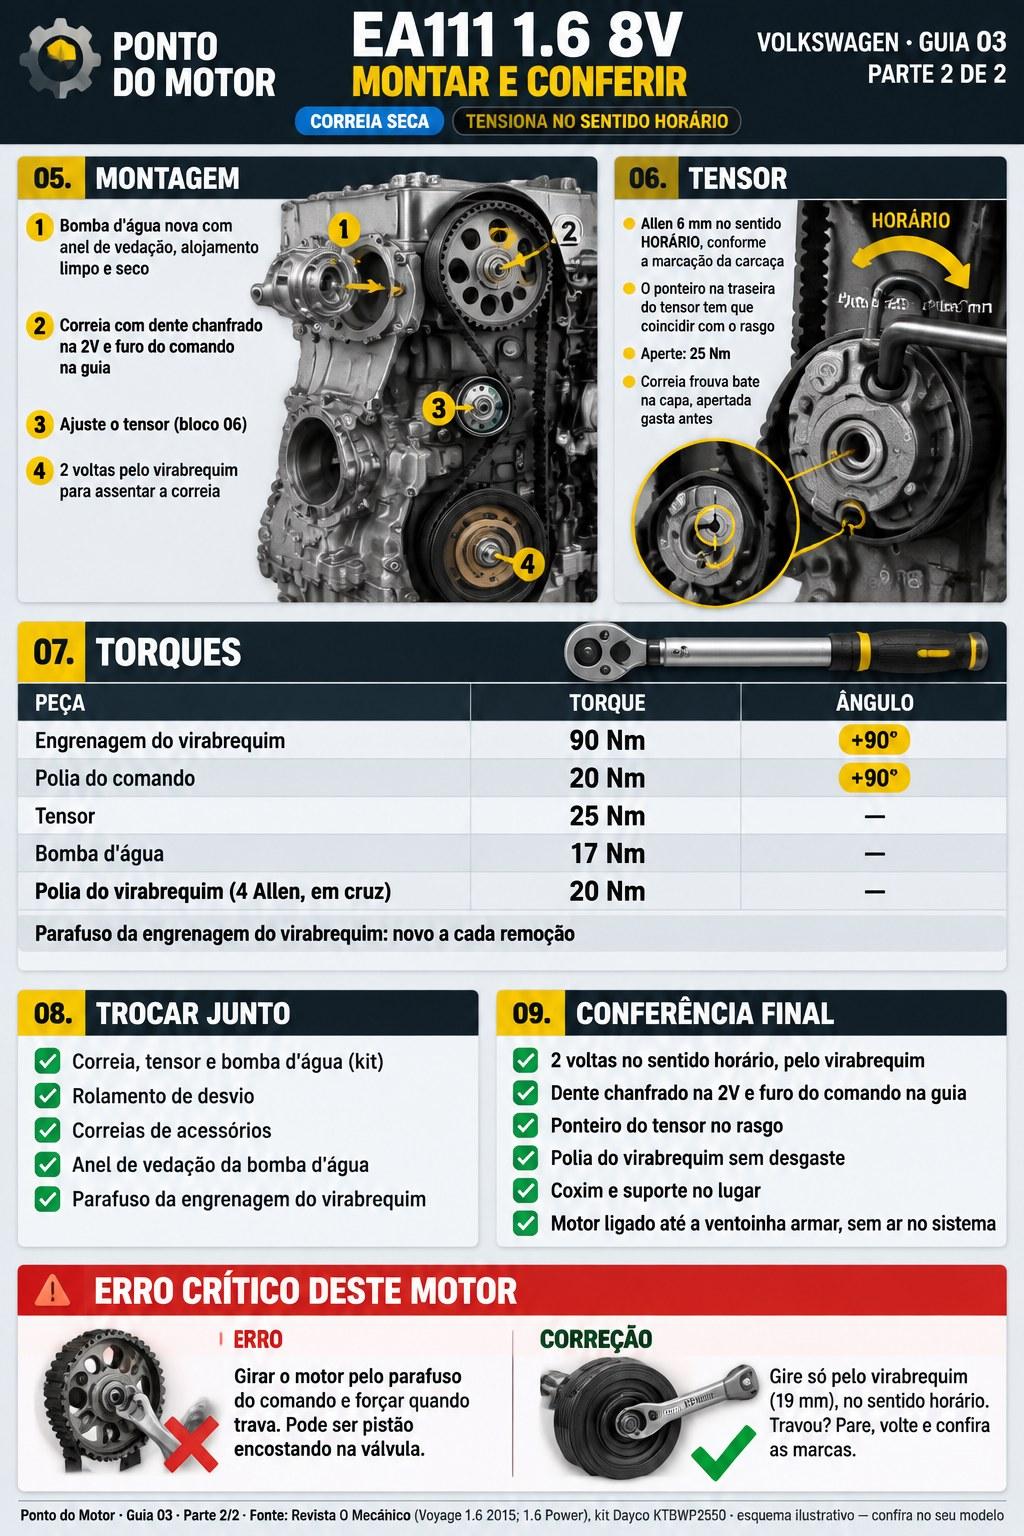 PONTO
DO MOTOR
EA111 1.6 8V
MONTAR E CONFERIR
CORREIA SECA
TENSIONA NO SENTIDO HORÁRIO
VOLKSWAGEN · GUIA 03
PARTE 2 DE 2
05. MONTAGEM
1 Bomba d'água nova com
anel de vedação, alojamento
limpo e seco
2 Correia com dente chanfrado
na 2V e furo do comando
na guia
3 Ajuste o tensor (bloco 06)
4 2 voltas pelo virabrequim
para assentar a correia
1
2
3
4
06. TENSOR
Allen 6 mm no sentido
HORÁRIO, conforme
a marcação da carcaça
O ponteiro na traseira
do tensor tem que
coincidir com o rasgo
Aperte: 25 Nm
Correia frouva bate
na capa, apertada
gasta antes
HORÁRIO
07. TORQUES
PEÇA TORQUE ÂNGULO
Engrenagem do virabrequim 90 Nm +90°
Polia do comando 20 Nm +90°
Tensor 25 Nm —
Bomba d'água 17 Nm —
Polia do virabrequim (4 Allen, em cruz) 20 Nm —
Parafuso da engrenagem do virabrequim: novo a cada remoção
08. TROCAR JUNTO
Correia, tensor e bomba d'água (kit)
Rolamento de desvio
Correias de acessórios
Anel de vedação da bomba d'água
Parafuso da engrenagem do virabrequim
09. CONFERÊNCIA FINAL
2 voltas no sentido horário, pelo virabrequim
Dente chanfrado na 2V e furo do comando na guia
Ponteiro do tensor no rasgo
Polia do virabrequim sem desgaste
Coxim e suporte no lugar
Motor ligado até a ventoinha armar, sem ar no sistema
ERRO CRÍTICO DESTE MOTOR
ERRO
Girar o motor pelo parafuso
do comando e forçar quando
trava. Pode ser pistão
encostando na válvula.
CORREÇÃO
Gire só pelo virabrequim
(19 mm), no sentido horário.
Travou? Pare, volte e confira
as marcas.
Ponto do Motor · Guia 03 · Parte 2/2 · Fonte: Revista O Mecânico (Voyage 1.6 2015; 1.6 Power), kit Dayco KTBWP2550 · esquema ilustrativo — confira no seu modelo